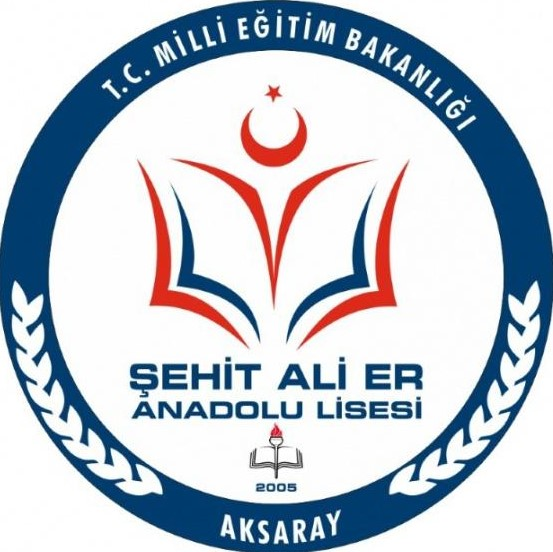 T.C. MİLLİ EĞİTİM BAKANLIĞI
ŞEHİT ALİ ER
ANADOLU LİSESİ
2005
AKSARAY